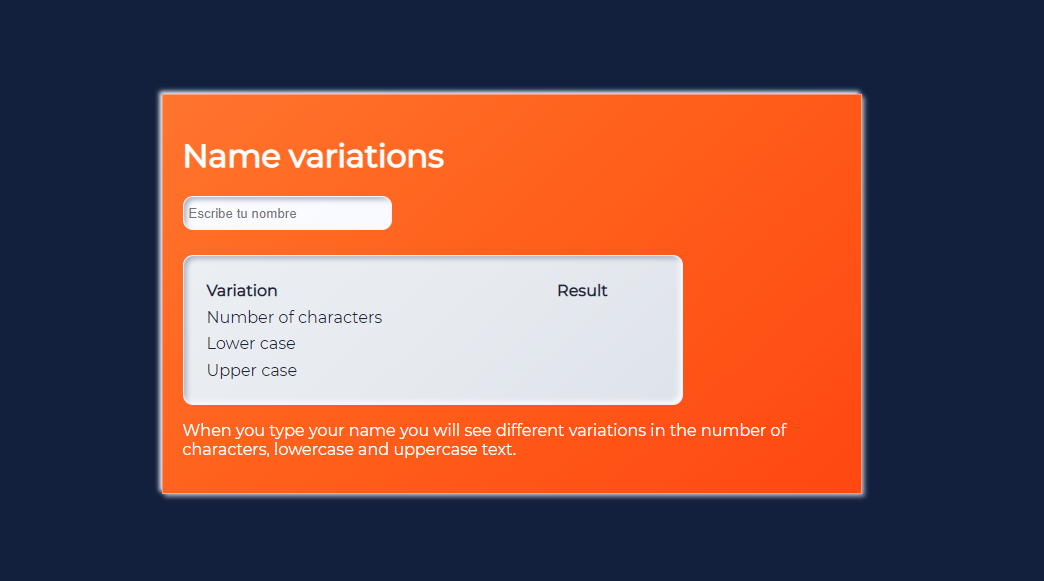 Name variations
Escribe tu nombre
Variation Result
Number of characters
Lower case
Upper case
When you type your name you will see different variations in the number of
characters, lowercase and uppercase text.